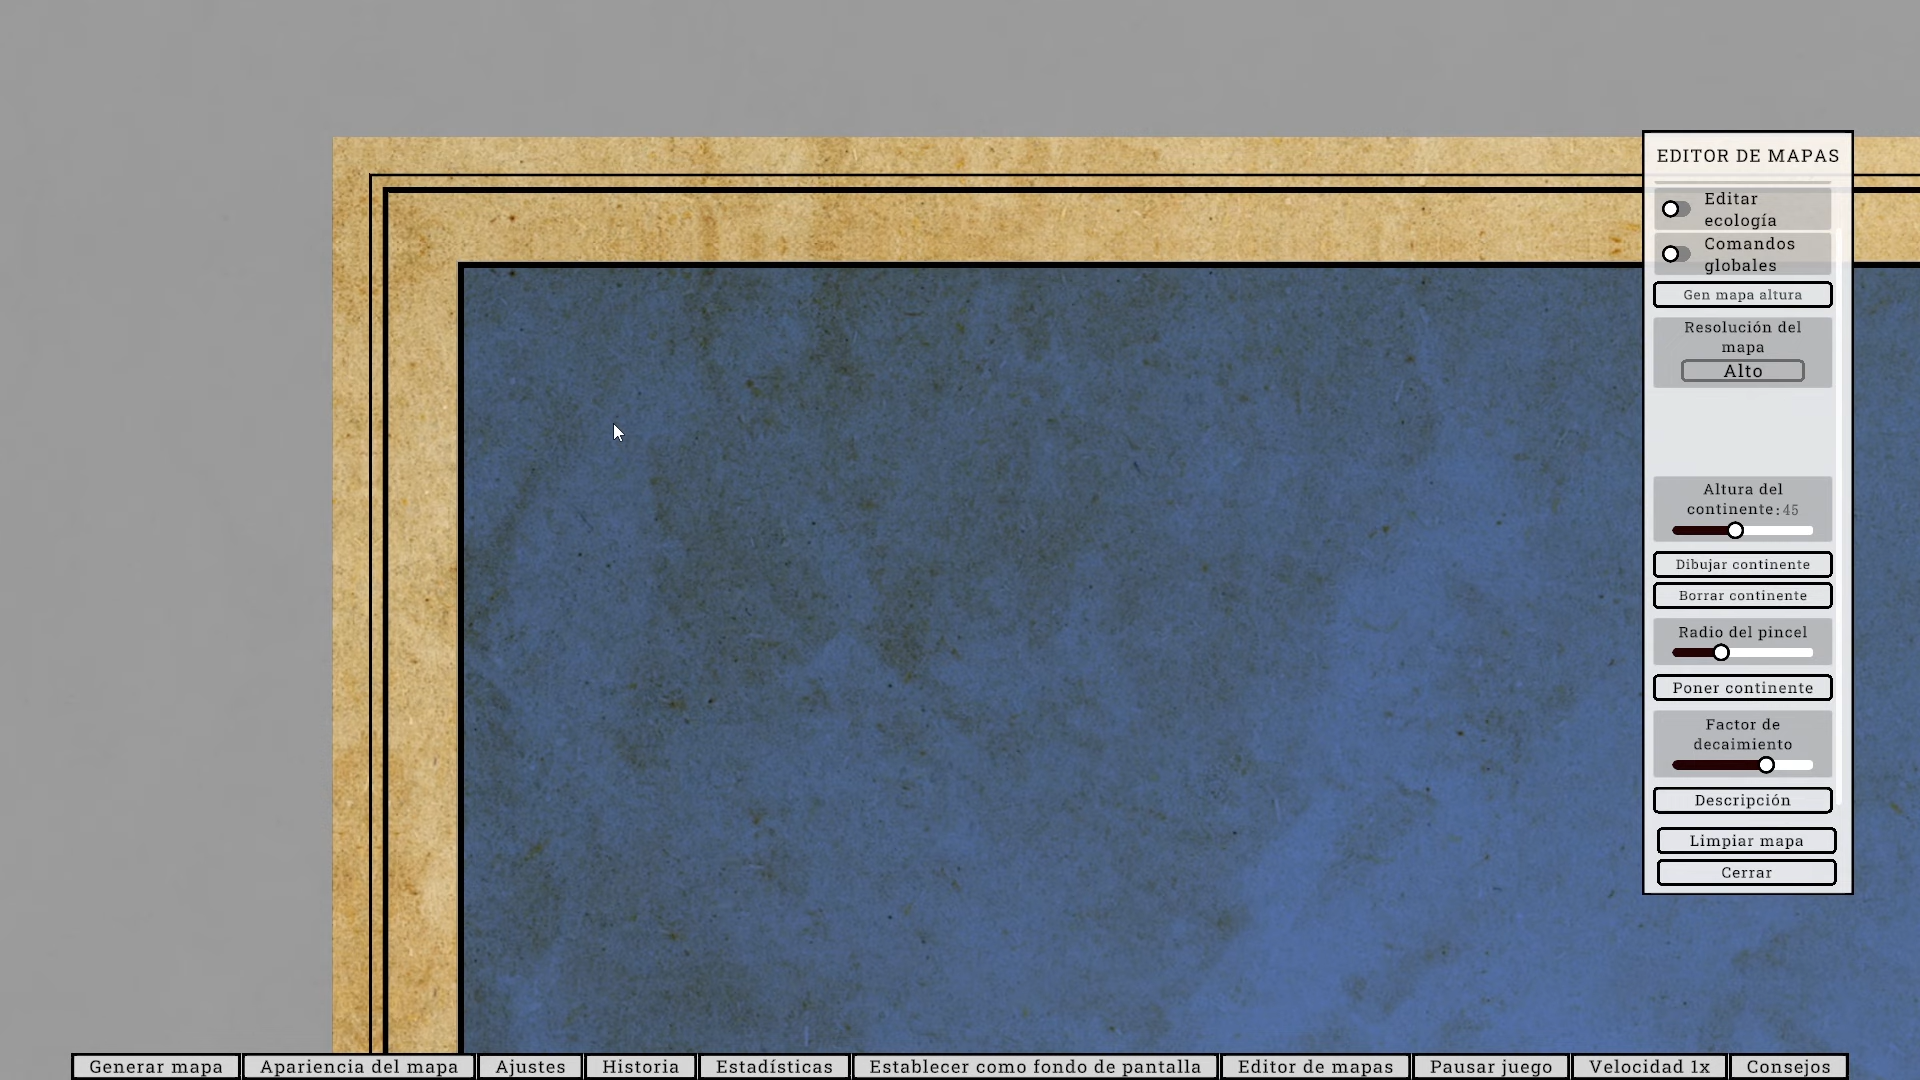 EDITOR DE MAPAS
Editar
ecología
Comandos
globales
Gen mapa altura
Resolución del
mapa
Alto
Altura del
continente: 45
Dibujar continente
Borrar continente
Radio del pincel
Poner continente
Factor de
decaimiento
Descripción
Limpiar mapa
Cerrar
Generar mapa Apariencia del mapa Ajustes Historia Estadísticas Establecer como fondo de pantalla Editor de mapas Pausar juego Velocidad 1x Consejos